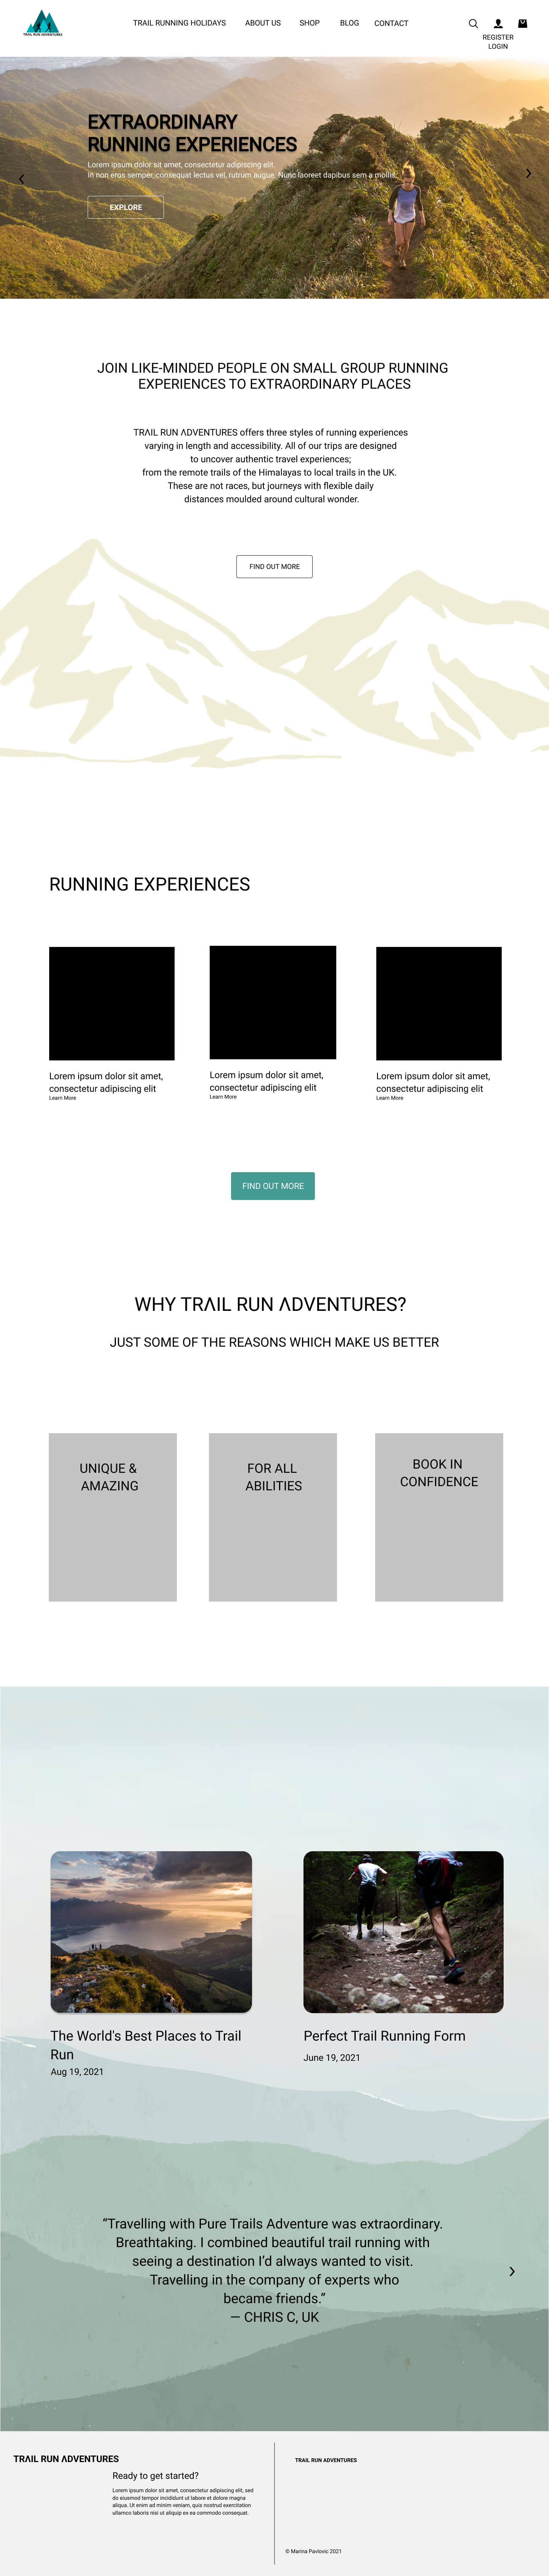 TRAIL RUN ADVENTURES
TRAIL RUNNING HOLIDAYS
ABOUT US
SHOP
BLOG
CONTACT
REGISTER
LOGIN
EXTRAORDINARY
RUNNING EXPERIENCES
Lorem ipsum dolor sit amet, consectetur adipiscing elit.
In non eros semper, consequat lectus vel, rutrum augue. Nunc laoreet dapibus sem a mollis.
EXPLORE
JOIN LIKE-MINDED PEOPLE ON SMALL GROUP RUNNING
EXPERIENCES TO EXTRAORDINARY PLACES
TRΛIL RUN ΛDVENTURES offers three styles of running experiences
varying in length and accessibility. All of our trips are designed
to uncover authentic travel experiences;
from the remote trails of the Himalayas to local trails in the UK.
These are not races, but journeys with flexible daily
distances moulded around cultural wonder.
FIND OUT MORE
RUNNING EXPERIENCES
Lorem ipsum dolor sit amet,
consectetur adipiscing elit
Learn More
Lorem ipsum dolor sit amet,
consectetur adipiscing elit
Learn More
Lorem ipsum dolor sit amet,
consectetur adipiscing elit
Learn More
FIND OUT MORE
WHY TRΛIL RUN ΛDVENTURES?
JUST SOME OF THE REASONS WHICH MAKE US BETTER
UNIQUE &
AMAZING
FOR ALL
ABILITIES
BOOK IN
CONFIDENCE
The World's Best Places to Trail
Run
Aug 19, 2021
Perfect Trail Running Form
June 19, 2021
“Travelling with Pure Trails Adventure was extraordinary.
Breathtaking. I combined beautiful trail running with
seeing a destination I’d always wanted to visit.
Travelling in the company of experts who
became friends.”
— CHRIS C, UK
TRΛIL RUN ΛDVENTURES
Ready to get started?
Lorem ipsum dolor sit amet, consectetur adipiscing elit, sed
do eiusmod tempor incididunt ut labore et dolore magna
aliqua. Ut enim ad minim veniam, quis nostrud exercitation
ullamco laboris nisi ut aliquip ex ea commodo consequat.
TRAIL RUN ADVENTURES
© Marina Pavlovic 2021